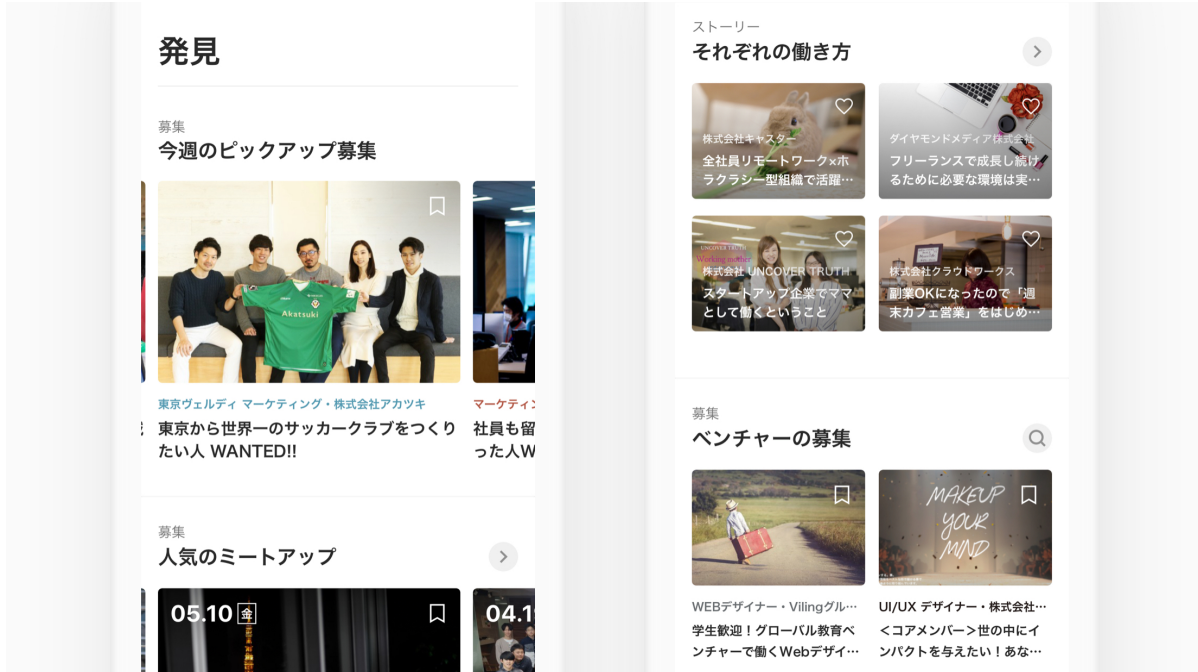 発見
募集
今週のピックアップ募集
Akatsuki
東京ヴェルディ マーケティング・株式会社アカツキ
東京から世界一のサッカークラブをつくり
たい人 WANTED!!
マーケティン
社員も留
った人W
募集
人気のミートアップ
05.10 金
04.19
ストーリー
それぞれの働き方
株式会社キャスター
全社員リモートワーク×ホ
ラクラシー型組織で活躍…
ダイヤモンドメディア株式会社
フリーランスで成長し続け
るために必要な環境は実…
UNCOVER TRUTH
Working mother
株式会社 UNCOVER TRUTH
スタートアップ企業でママ
として働くということ
株式会社クラウドワークス
副業OKになったので「週
末カフェ営業」をはじめ…
募集
ベンチャーの募集
MAKEUP
YOUR
MIND
WEBデザイナー・Vilingグル…
学生歓迎！グローバル教育ベ
ンチャーで働くWebデザイ…
UI/UX デザイナー・株式会社…
＜コアメンバー＞世の中にイ
ンパクトを与えたい！あな…